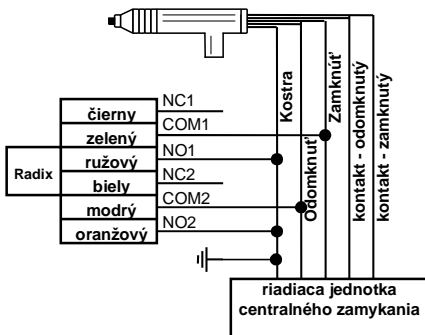 NC1
čierny
COM1
zelený
NO1
ružový
Radix
NC2
biely
COM2
modrý
NO2
oranžový
Kostra
Odomknuť
Zamknúť
kontakt - odomknutý
kontakt - zamknutý
riadiaca jednotka
centralného zamykania